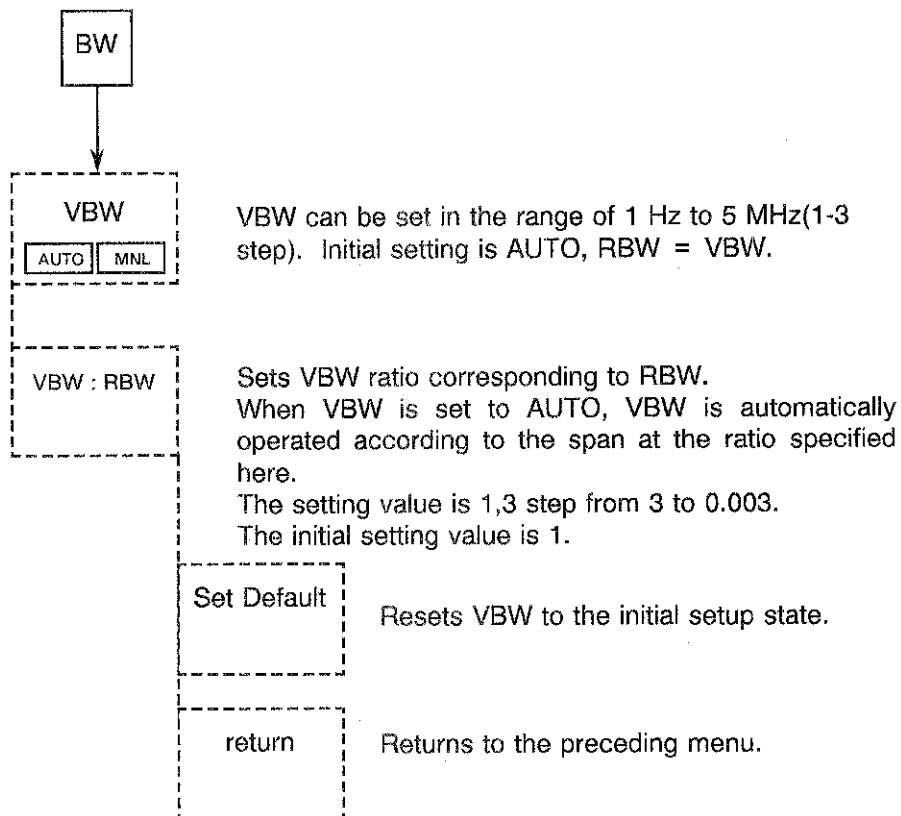 BW
VBW
AUTO MNL
VBW can be set in the range of 1 Hz to 5 MHz(1-3
step). Initial setting is AUTO, RBW = VBW.
VBW : RBW
Sets VBW ratio corresponding to RBW.
When VBW is set to AUTO, VBW is automatically
operated according to the span at the ratio specified
here.
The setting value is 1,3 step from 3 to 0.003.
The initial setting value is 1.
Set Default
Resets VBW to the initial setup state.
return
Returns to the preceding menu.